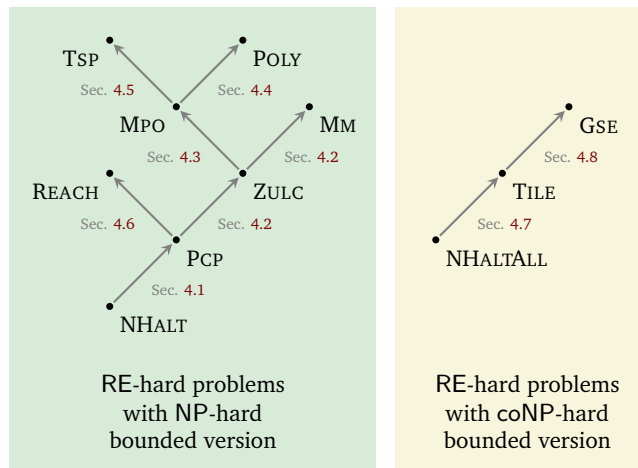 TSP
POLY
Sec. 4.5
Sec. 4.4
MPO
MM
GSE
Sec. 4.3
Sec. 4.2
Sec. 4.8
REACH
ZULC
TILE
Sec. 4.6
Sec. 4.2
Sec. 4.7
PCP
NHALTALL
Sec. 4.1
NHALT
RE-hard problems
with NP-hard
bounded version
RE-hard problems
with coNP-hard
bounded version